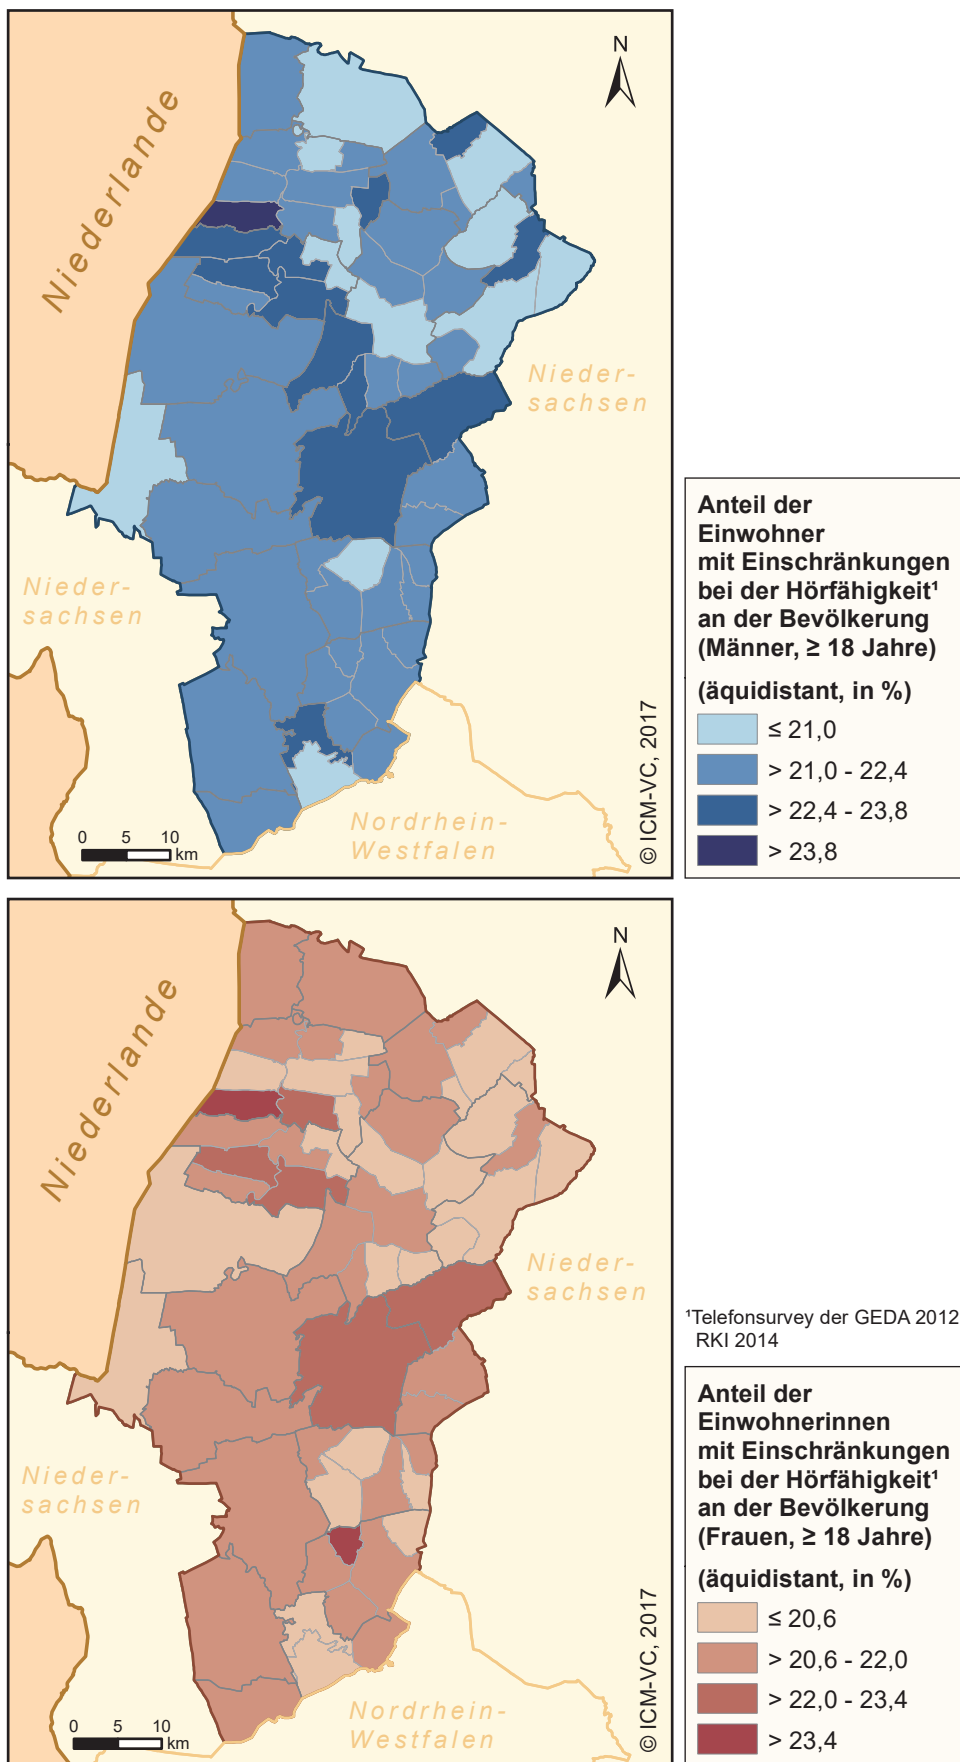 N
Niederlande
Nieder-
sachsen
Nieder-
sachsen
Nordrhein-
Westfalen
0 5 10
km
© ICM-VC, 2017
Anteil der
Einwohner
mit Einschränkungen
bei der Hörfähigkeit¹
an der Bevölkerung
(Männer, ≥ 18 Jahre)
(äquidistant, in %)
≤ 21,0
> 21,0 - 22,4
> 22,4 - 23,8
> 23,8
N
Niederlande
Nieder-
sachsen
Nieder-
sachsen
Nordrhein-
Westfalen
0 5 10
km
© ICM-VC, 2017
¹Telefonsurvey der GEDA 2012
RKI 2014
Anteil der
Einwohnerinnen
mit Einschränkungen
bei der Hörfähigkeit¹
an der Bevölkerung
(Frauen, ≥ 18 Jahre)
(äquidistant, in %)
≤ 20,6
> 20,6 - 22,0
> 22,0 - 23,4
> 23,4